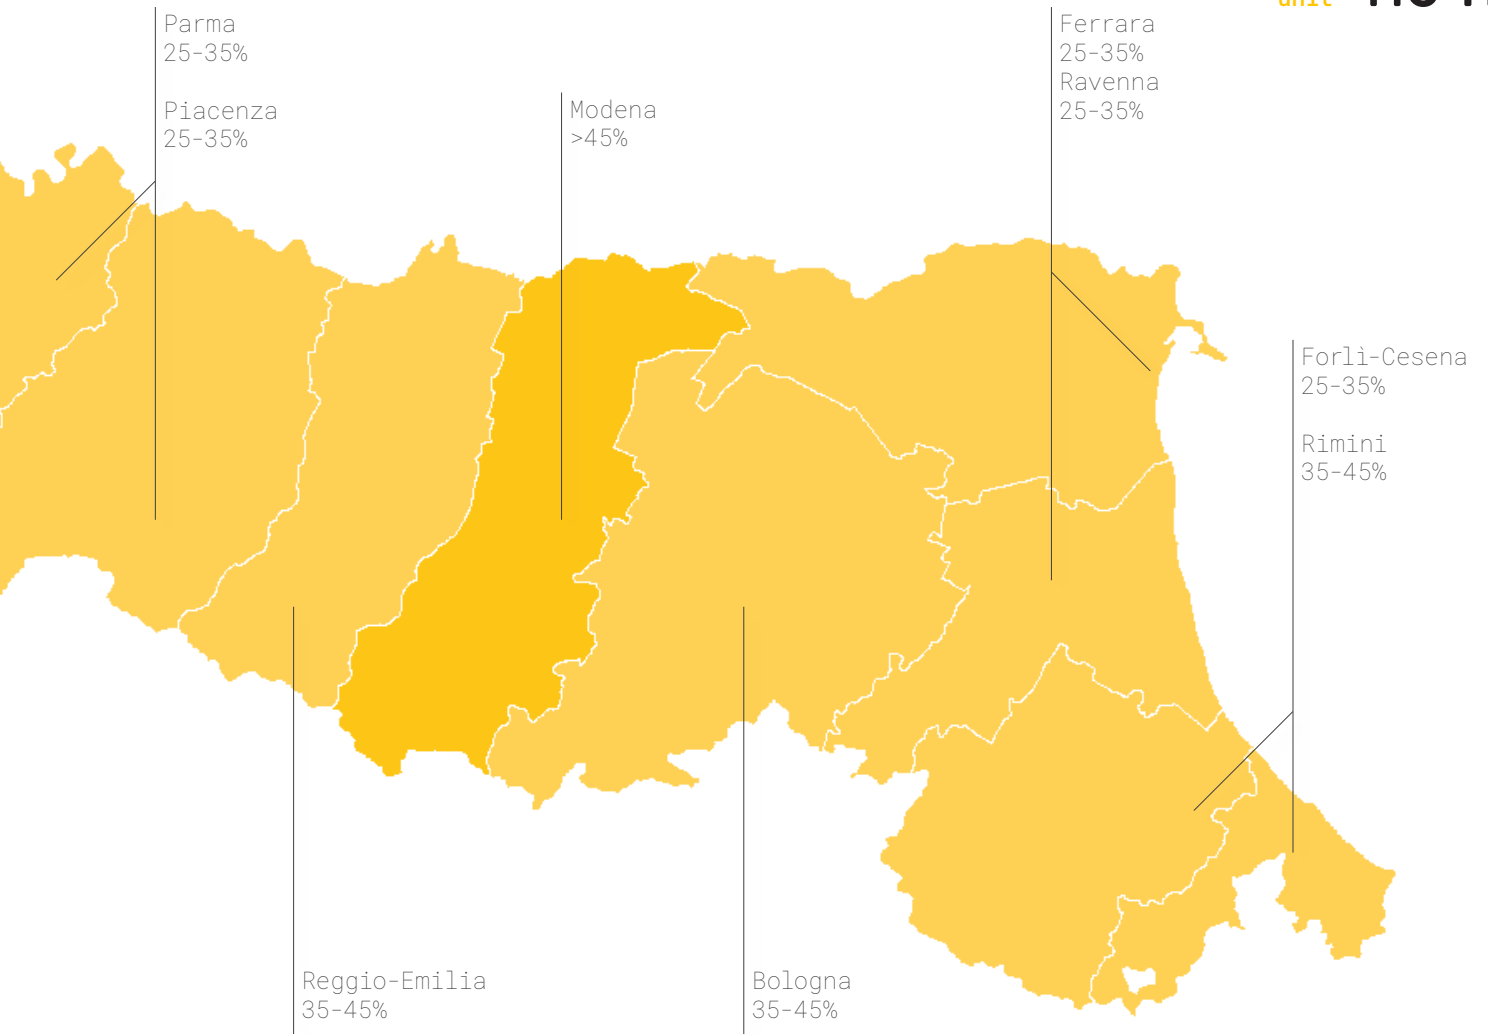 Parma
25-35%
Piacenza
25-35%
Modena
>45%
Ferrara
25-35%
Ravenna
25-35%
Forlì-Cesena
25-35%
Rimini
35-45%
Reggio-Emilia
35-45%
Bologna
35-45%